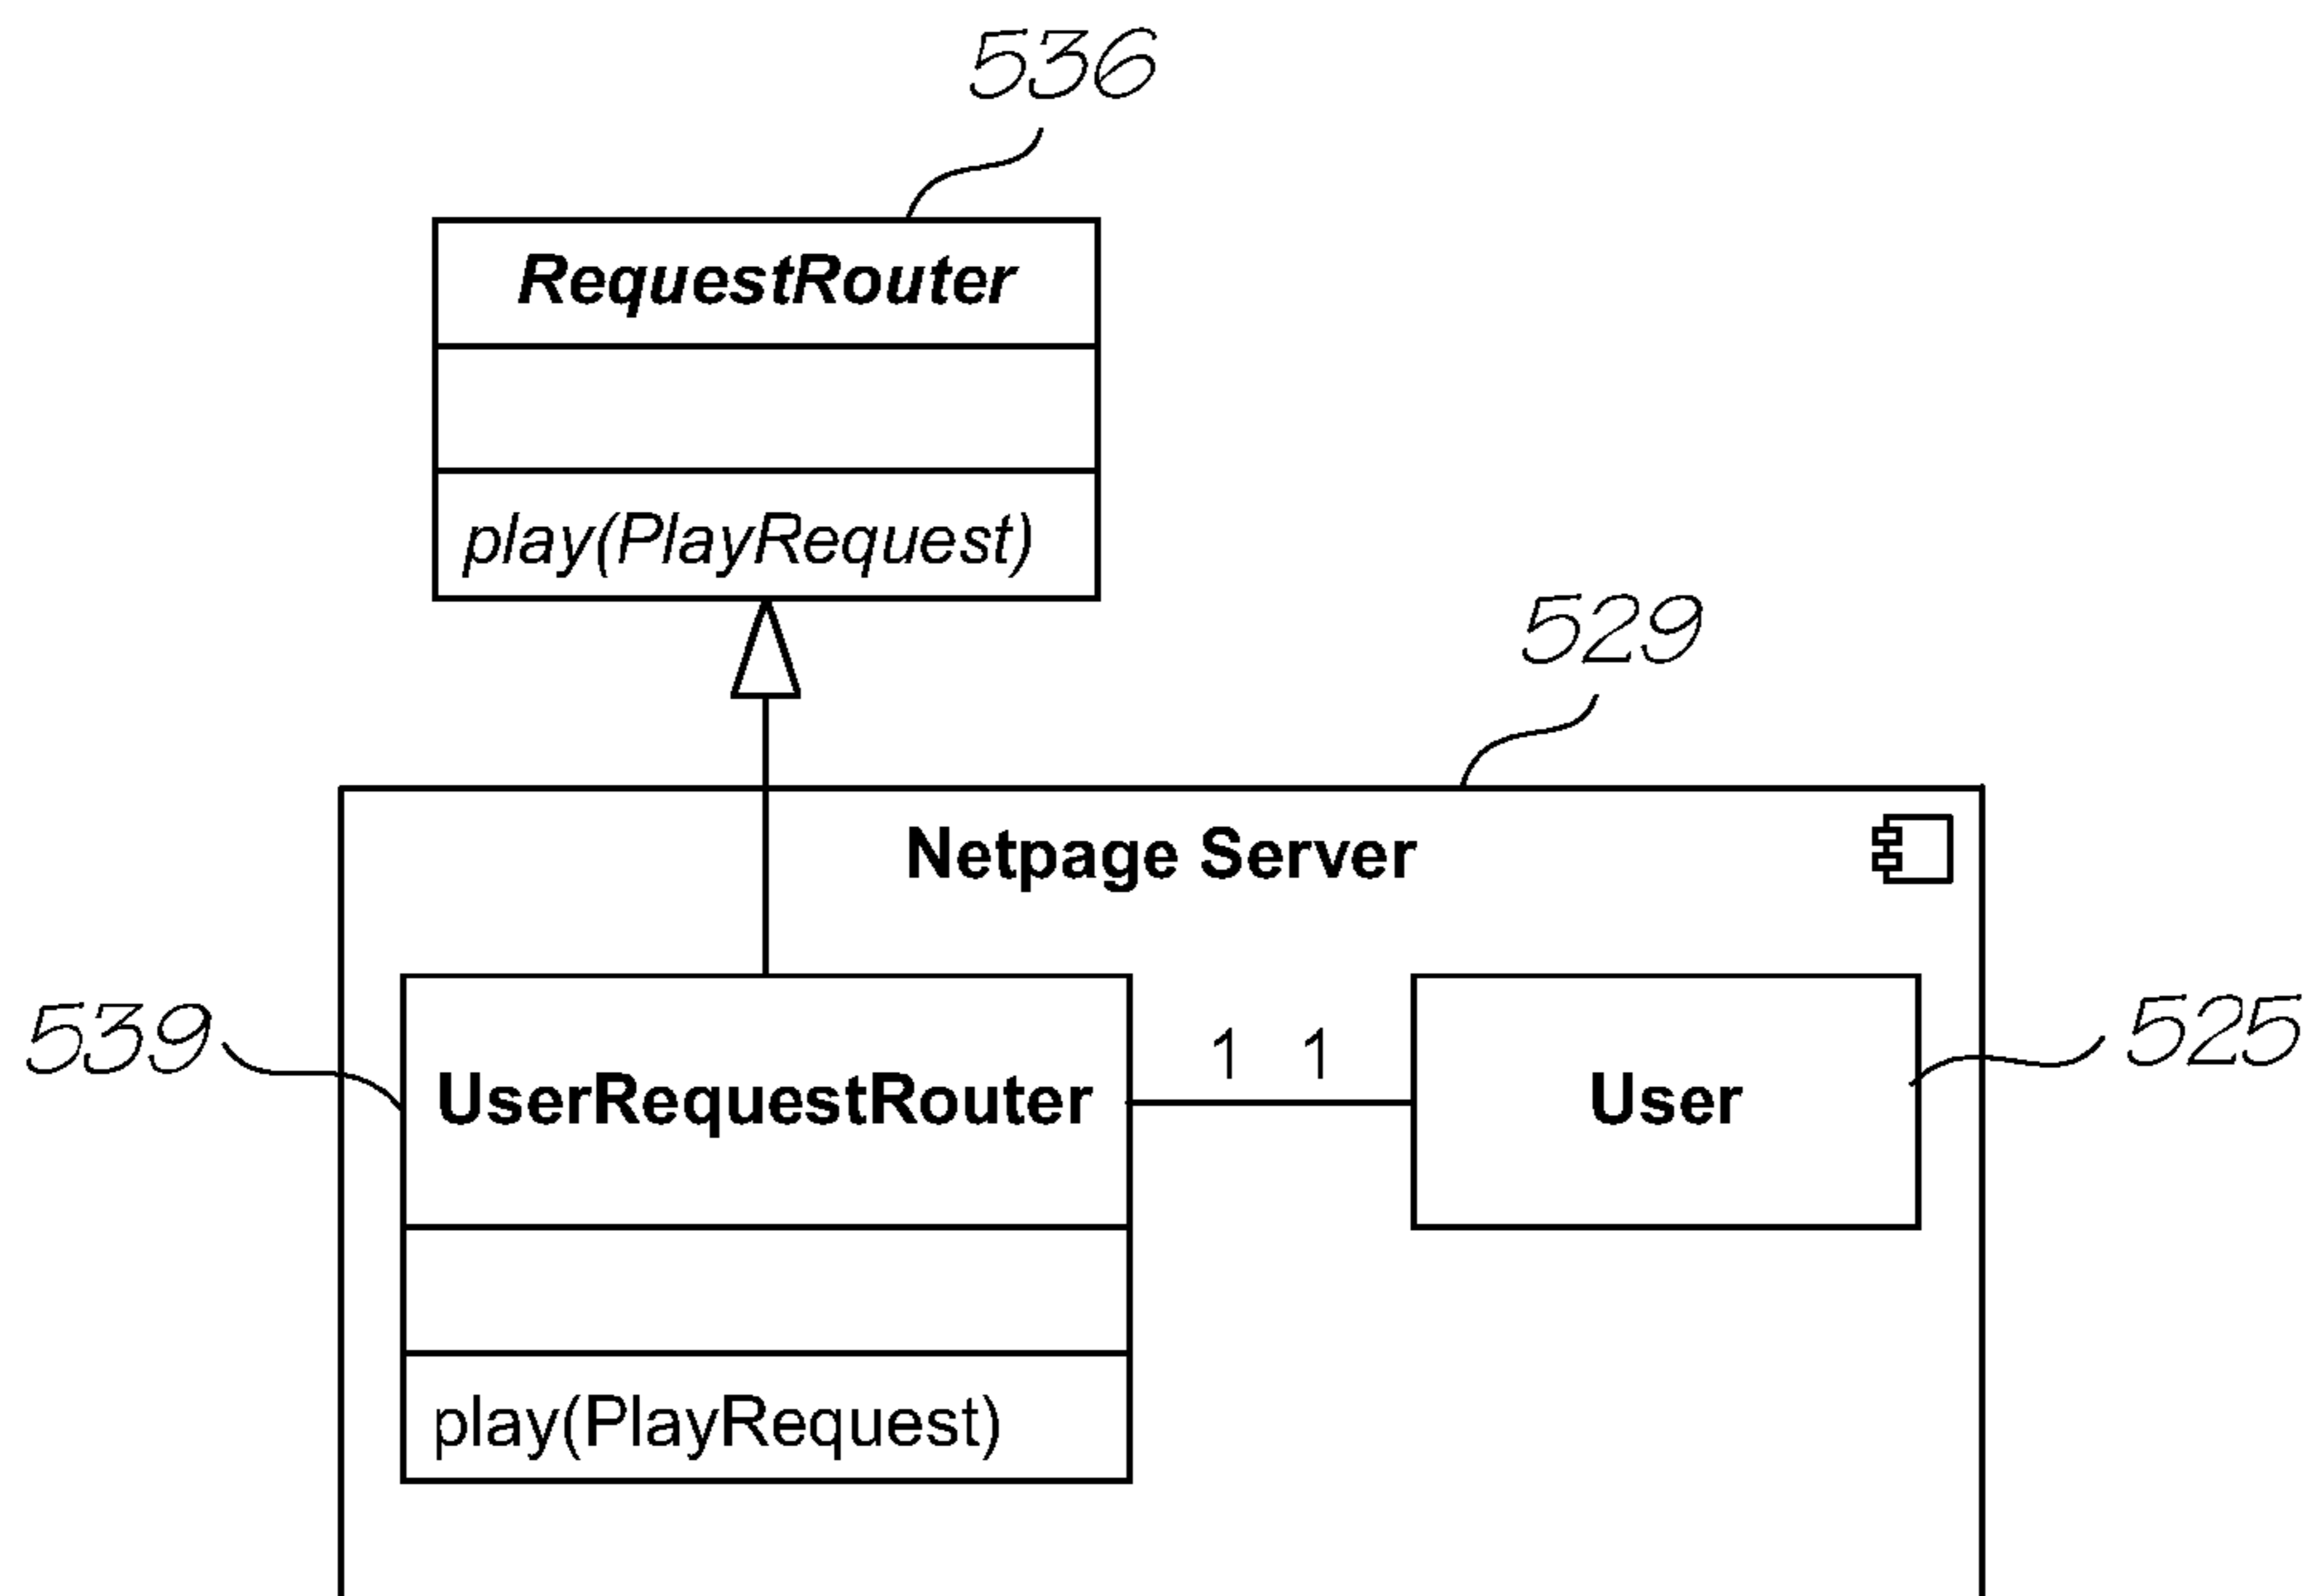 536
RequestRouter
play(PlayRequest)
529
Netpage Server
539
UserRequestRouter
1 1
User
525
play(PlayRequest)